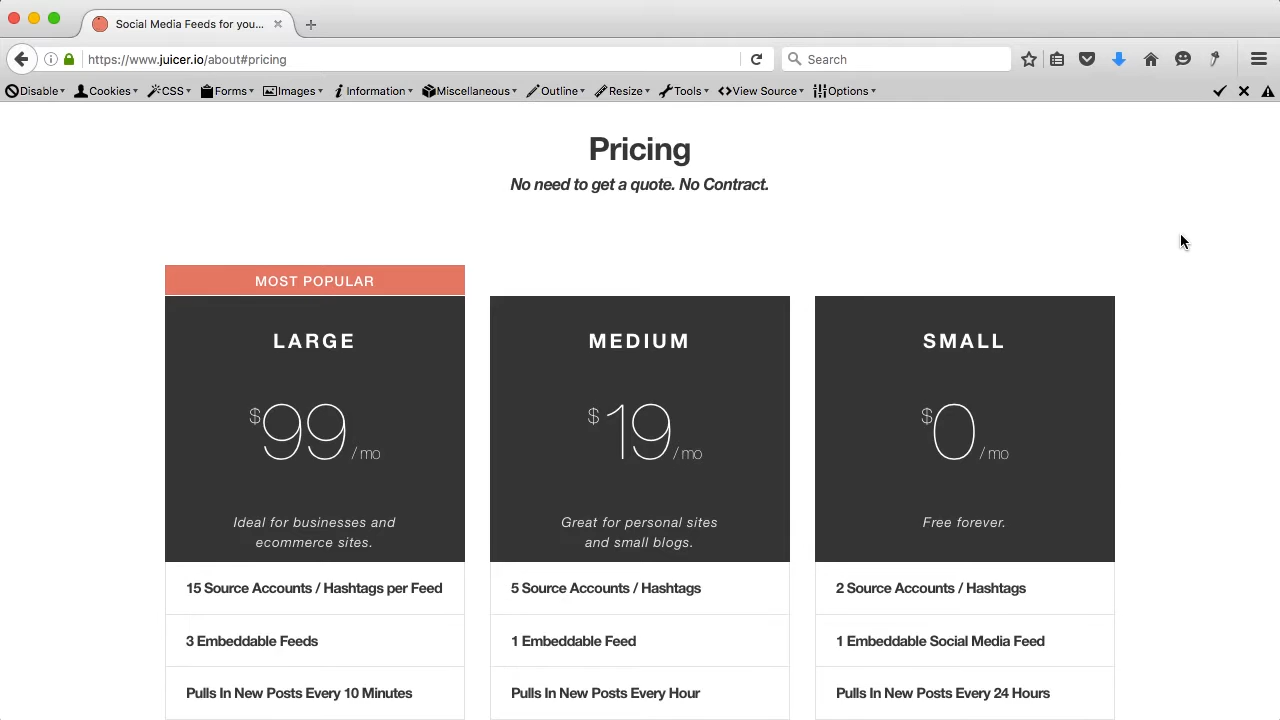 Social Media Feeds for you...
https://www.juicer.io/about#pricing
Search
Disable Cookies CSS Forms Images Information Miscellaneous Outline Resize Tools View Source Options
Pricing
No need to get a quote. No Contract.
MOST POPULAR
LARGE
$99/mo
Ideal for businesses and
ecommerce sites.
15 Source Accounts / Hashtags per Feed
3 Embeddable Feeds
Pulls In New Posts Every 10 Minutes
MEDIUM
$19/mo
Great for personal sites
and small blogs.
5 Source Accounts / Hashtags
1 Embeddable Feed
Pulls In New Posts Every Hour
SMALL
$0/mo
Free forever.
2 Source Accounts / Hashtags
1 Embeddable Social Media Feed
Pulls In New Posts Every 24 Hours